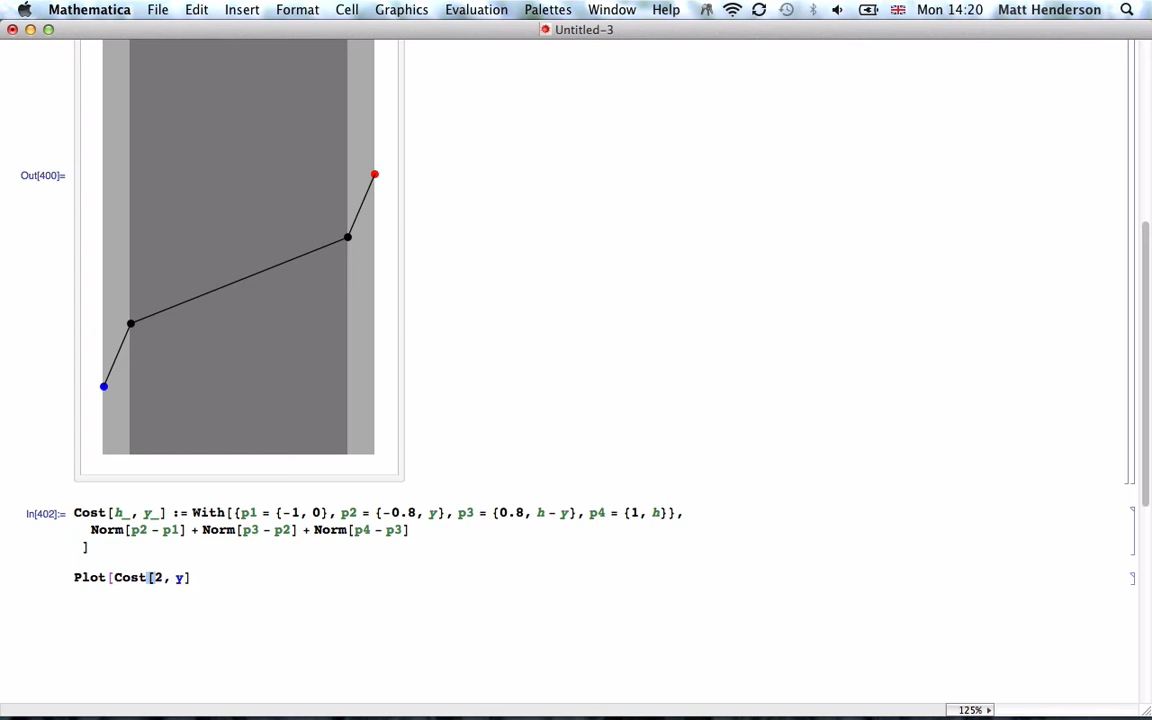 Mathematica File Edit Insert Format Cell Graphics Evaluation Palettes Window Help Mon 14:20 Matt Henderson
Untitled-3
Out[400]=
In[402]:= Cost[h_, y_] := With[{p1 = {-1, 0}, p2 = {-0.8, y}, p3 = {0.8, h - y}, p4 = {1, h}},
Norm[p2 - p1] + Norm[p3 - p2] + Norm[p4 - p3]
]
Plot[Cost[2, y]
125%